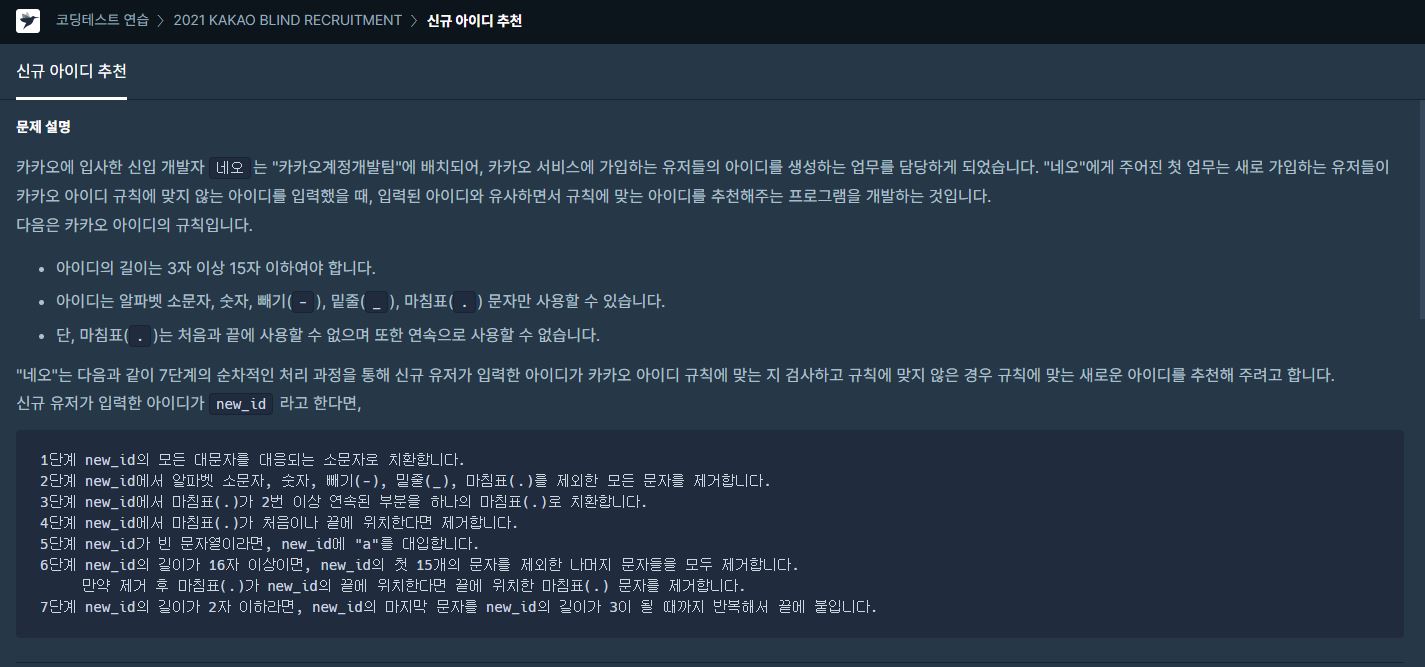 코딩테스트 연습 > 2021 KAKAO BLIND RECRUITMENT > 신규 아이디 추천
신규 아이디 추천
문제 설명
카카오에 입사한 신입 개발자 네오 는 "카카오계정개발팀"에 배치되어, 카카오 서비스에 가입하는 유저들의 아이디를 생성하는 업무를 담당하게 되었습니다. "네오"에게 주어진 첫 업무는 새로 가입하는 유저들이
카카오 아이디 규칙에 맞지 않는 아이디를 입력했을 때, 입력된 아이디와 유사하면서 규칙에 맞는 아이디를 추천해주는 프로그램을 개발하는 것입니다.
다음은 카카오 아이디의 규칙입니다.
• 아이디의 길이는 3자 이상 15자 이하여야 합니다.
• 아이디는 알파벳 소문자, 숫자, 빼기( - ), 밑줄( _ ), 마침표( . ) 문자만 사용할 수 있습니다.
• 단, 마침표( . )는 처음과 끝에 사용할 수 없으며 또한 연속으로 사용할 수 없습니다.
"네오"는 다음과 같이 7단계의 순차적인 처리 과정을 통해 신규 유저가 입력한 아이디가 카카오 아이디 규칙에 맞는 지 검사하고 규칙에 맞지 않은 경우 규칙에 맞는 새로운 아이디를 추천해 주려고 합니다.
신규 유저가 입력한 아이디가 new_id 라고 한다면,
1단계 new_id의 모든 대문자를 대응되는 소문자로 치환합니다.
2단계 new_id에서 알파벳 소문자, 숫자, 빼기(-), 밑줄(_), 마침표(.)를 제외한 모든 문자를 제거합니다.
3단계 new_id에서 마침표(.)가 2번 이상 연속된 부분을 하나의 마침표(.)로 치환합니다.
4단계 new_id에서 마침표(.)가 처음이나 끝에 위치한다면 제거합니다.
5단계 new_id가 빈 문자열이라면, new_id에 "a"를 대입합니다.
6단계 new_id의 길이가 16자 이상이면, new_id의 첫 15개의 문자를 제외한 나머지 문자들을 모두 제거합니다.
만약 제거 후 마침표(.)가 new_id의 끝에 위치한다면 끝에 위치한 마침표(.) 문자를 제거합니다.
7단계 new_id의 길이가 2자 이하라면, new_id의 마지막 문자를 new_id의 길이가 3이 될 때까지 반복해서 끝에 붙입니다.